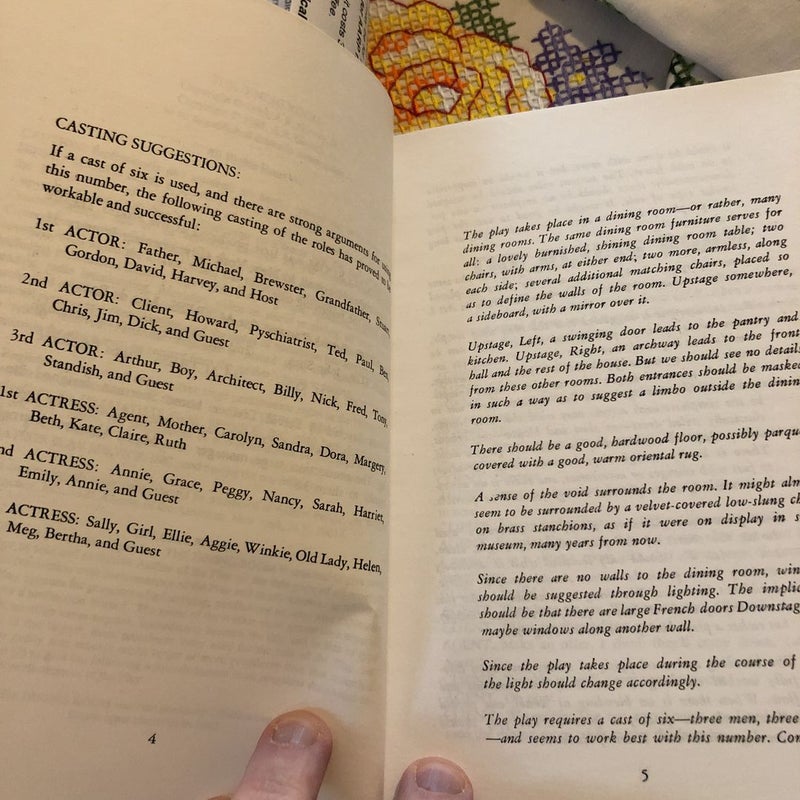 ical
it costs
fee.
CASTING SUGGESTIONS:
If a cast of six is used, and there are strong arguments for using
this number, the following casting of the roles has proved to be
workable and successful:
1st ACTOR: Father, Michael, Brewster, Grandfather, Stuart,
Gordon, David, Harvey, and Host
2nd ACTOR: Client, Howard, Pyschiatrist, Ted, Paul, Ben,
Chris, Jim, Dick, and Guest
3rd ACTOR: Arthur, Boy, Architect, Billy, Nick, Fred, Tony,
Standish, and Guest
1st ACTRESS: Agent, Mother, Carolyn, Sandra, Dora, Margery,
Beth, Kate, Claire, Ruth
nd ACTRESS: Annie, Grace, Peggy, Nancy, Sarah, Harriet,
Emily, Annie, and Guest
ACTRESS: Sally, Girl, Ellie, Aggie, Winkie, Old Lady, Helen,
Meg, Bertha, and Guest
4
The play takes place in a dining room—or rather, many
dining rooms. The same dining room furniture serves for
all: a lovely burnished, shining dining room table; two
chairs, with arms, at either end; two more, armless, along
each side; several additional matching chairs, placed so
as to define the walls of the room. Upstage somewhere,
a sideboard, with a mirror over it.
Upstage, Left, a swinging door leads to the pantry and
kitchen. Upstage, Right, an archway leads to the front
hall and the rest of the house. But we should see no details
from these other rooms. Both entrances should be masked
in such a way as to suggest a limbo outside the dinin
room.
There should be a good, hardwood floor, possibly parqu
covered with a good, warm oriental rug.
A sense of the void surrounds the room. It might alm
seem to be surrounded by a velvet-covered low-slung ch
on brass stanchions, as if it were on display in s
museum, many years from now.
Since there are no walls to the dining room, win
should be suggested through lighting. The implic
should be that there are large French doors Downstag
maybe windows along another wall.
Since the play takes place during the course of
the light should change accordingly.
The play requires a cast of six—three men, three
—and seems to work best with this number. Con
5